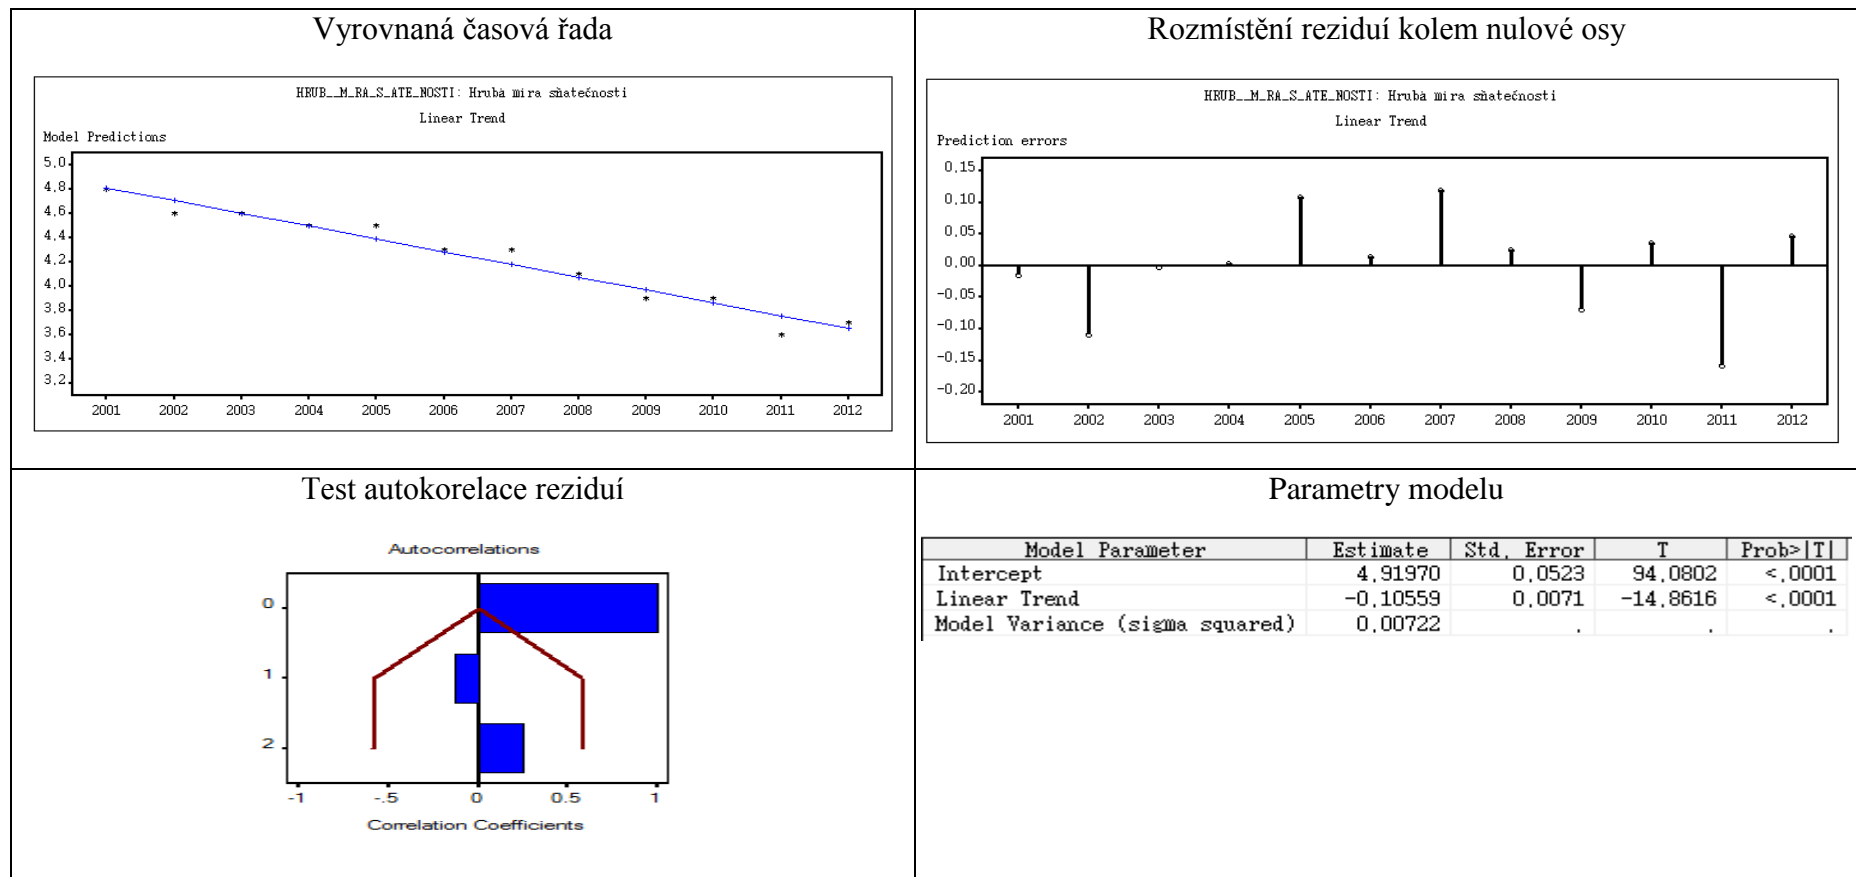 Vyrovnaná časová řada
HRUB__M_RA_S_ATE_NOSTI: Hrubá míra sňatečnosti
Linear Trend
Model Predictions
5,0
4,8
4,6
4,4
4,2
4,0
3,8
3,6
3,4
3,2
2001 2002 2003 2004 2005 2006 2007 2008 2009 2010 2011 2012
Rozmístění reziduí kolem nulové osy
HRUB__M_RA_S_ATE_NOSTI: Hrubá míra sňatečnosti
Linear Trend
Prediction errors
0,15
0,10
0,05
0,00
-0,05
-0,10
-0,15
-0,20
2001 2002 2003 2004 2005 2006 2007 2008 2009 2010 2011 2012
Test autokorelace reziduí
Autocorrelations
0
1
2
-1 -.5 0 0.5 1
Correlation Coefficients
Parametry modelu
Model Parameter Estimate Std. Error T Prob>|T|
Intercept 4,91970 0,0523 94,0802 <,0001
Linear Trend -0,10559 0,0071 -14,8616 <,0001
Model Variance (sigma squared) 0,00722 . . .